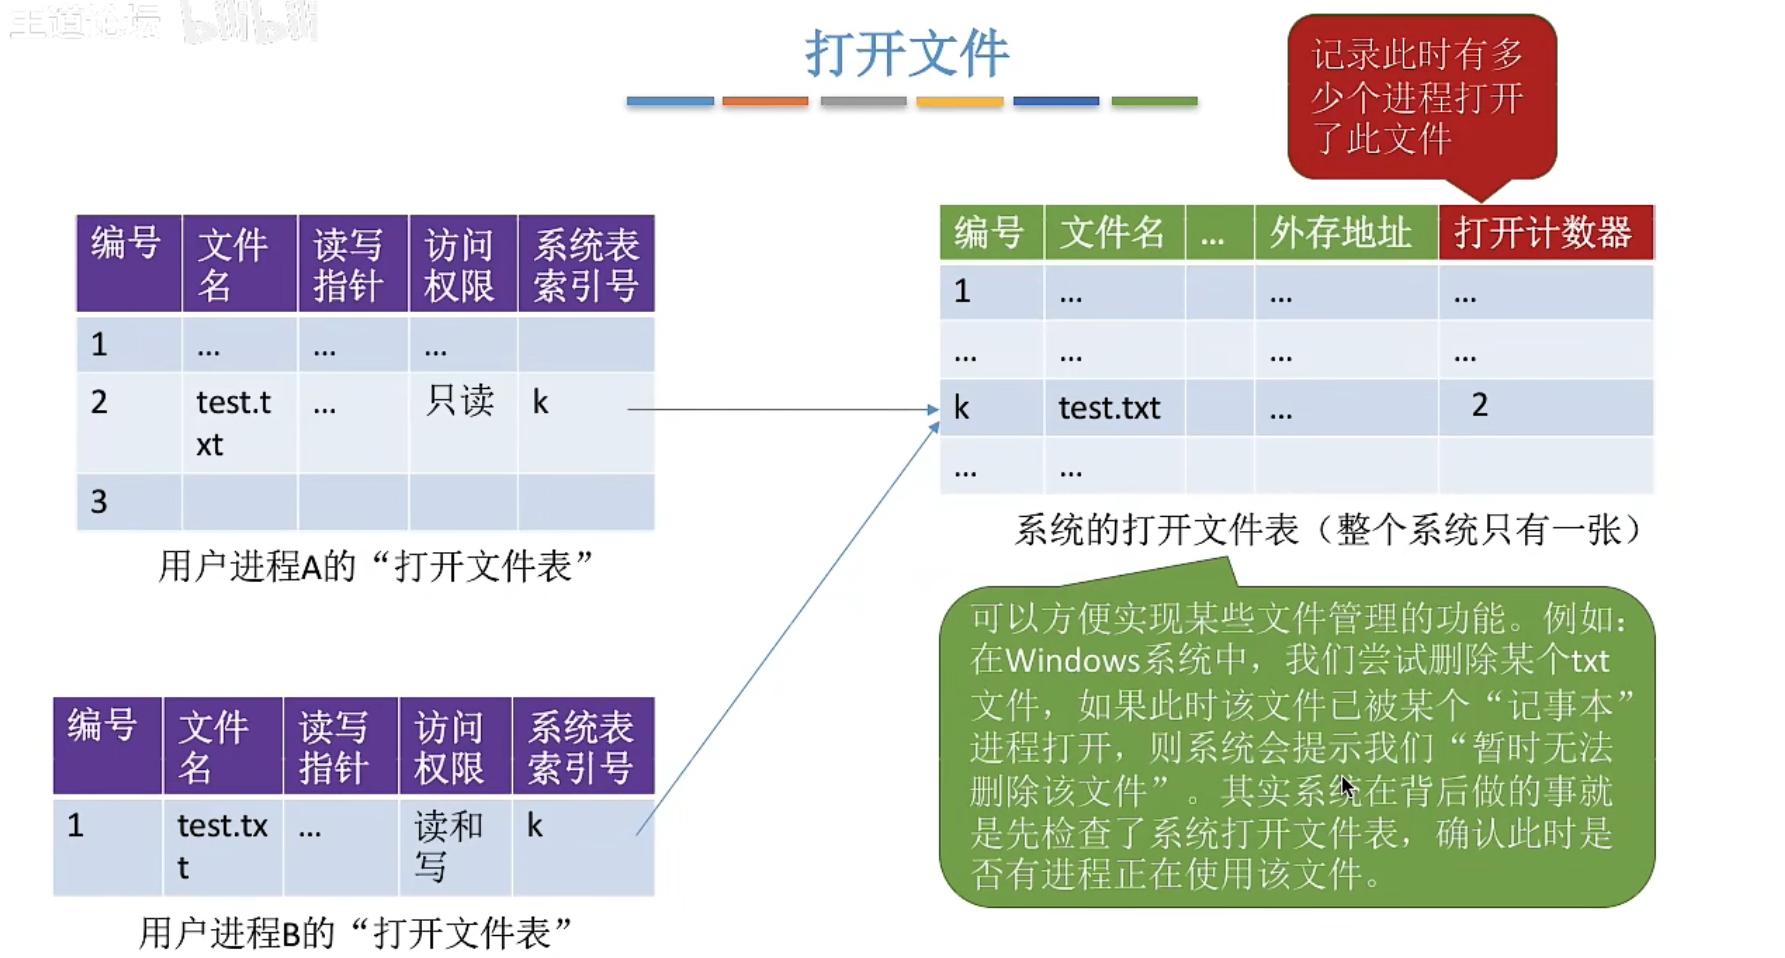 王道论坛 bilibili
打开文件
记录此时有多
少个进程打开
了此文件
编号 文件 读写 访问 系统表
名 指针 权限 索引号
1 ... ... ...
2 test.t ... 只读 k
xt
3
用户进程A的“打开文件表”
编号 文件名 ... 外存地址 打开计数器
1 ... ... ...
... ... ... ...
k test.txt ... 2
... ...
系统的打开文件表（整个系统只有一张）
可以方便实现某些文件管理的功能。例如：
在Windows系统中，我们尝试删除某个txt
文件，如果此时该文件已被某个“记事本”
进程打开，则系统会提示我们“暂时无法
删除该文件”。其实系统在背后做的事就
是先检查了系统打开文件表，确认此时是
否有进程正在使用该文件。
编号 文件 读写 访问 系统表
名 指针 权限 索引号
1 test.tx ... 读和 k
t 写
用户进程B的“打开文件表”